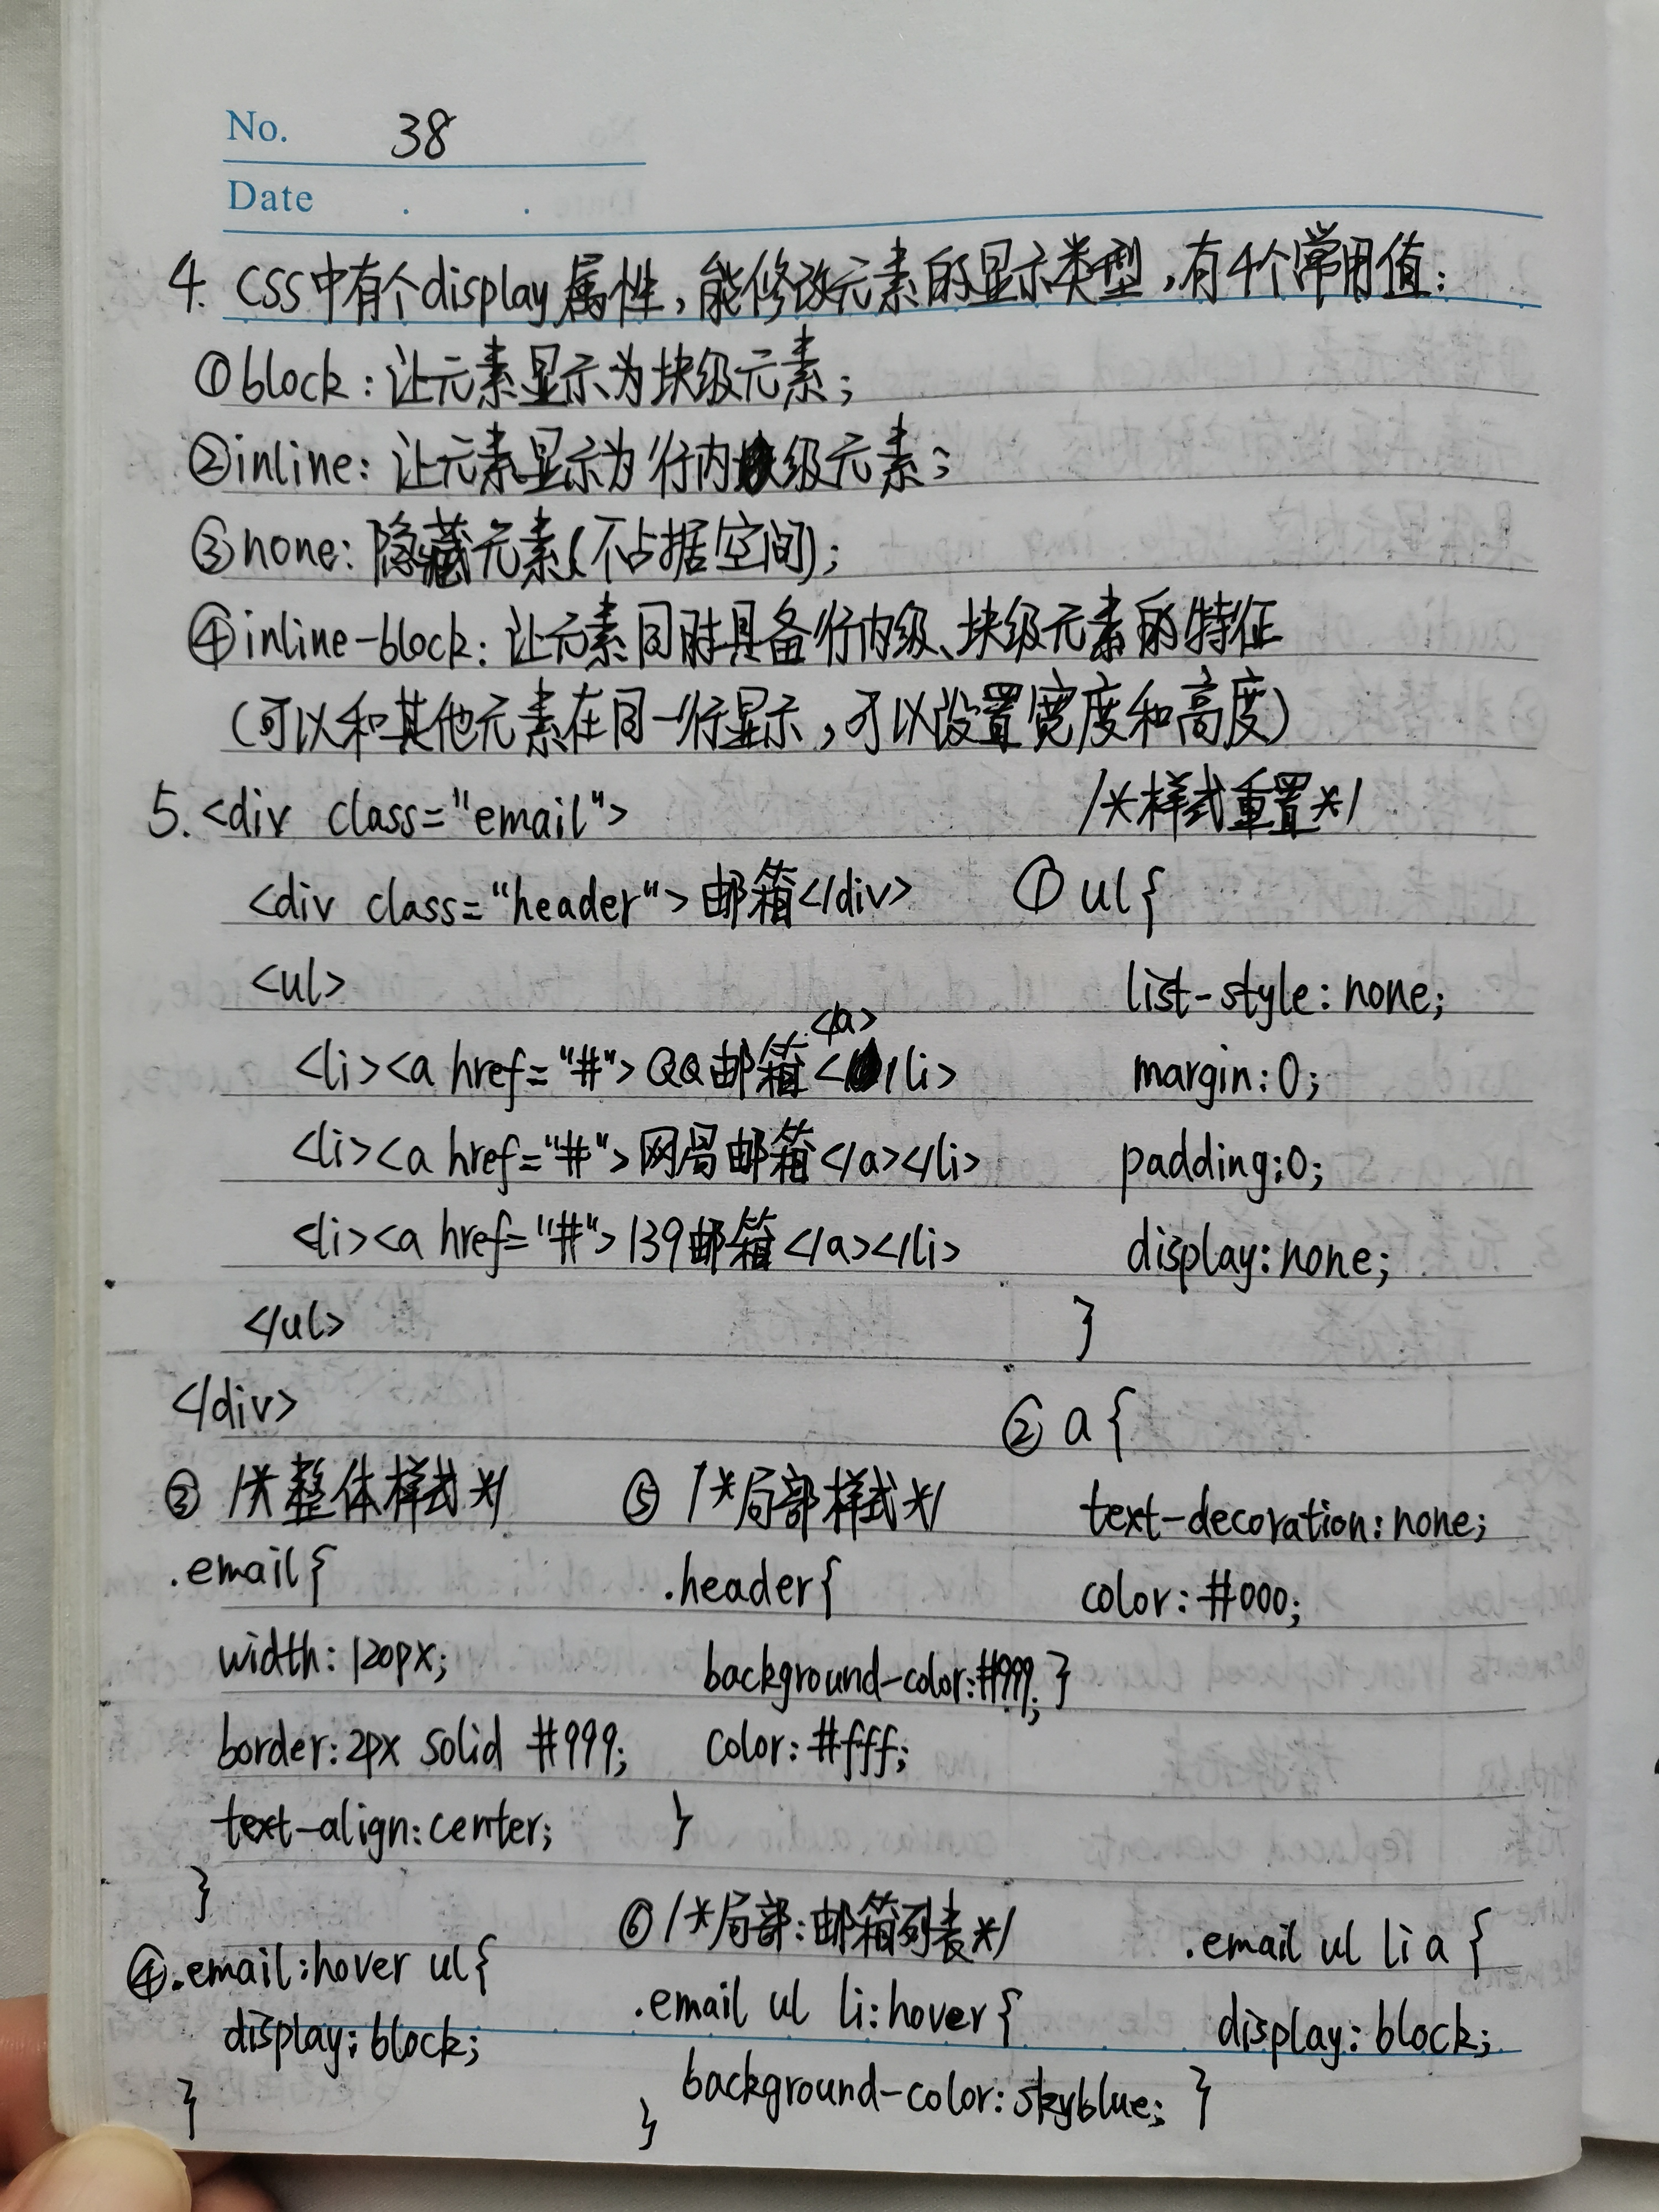 No. 38
Date . .
4. CSS中有个display属性,能修改元素的显示类型,有4个常用值:
①block:让元素显示为块级元素;
②inline:让元素显示为行内级元素;
③none:隐藏元素(不占据空间);
④inline-block:让元素同时具备行内级、块级元素的特征
(可以和其他元素在同一行显示,可以设置宽度和高度)
5.<div class="email">
<div class="header">邮箱</div>
<ul>
<li><a href="#">QQ邮箱</a></li>
<li><a href="#">网易邮箱</a></li>
<li><a href="#">139邮箱</a></li>
</ul>
</div>
/*样式重置*/
① ul{
list-style:none;
margin:0;
padding:0;
display:none;
}
② a{
text-decoration:none;
color:#000;
}
③ /*整体样式*/
.email{
width:120px;
border:2px solid #999;
text-align:center;
}
④.email:hover ul{
display:block;
}
⑤ /*局部样式*/
.header{
background-color:#999;
color:#fff;
}
⑥/*局部:邮箱列表*/
.email ul li:hover{
background-color:skyblue;
}
.email ul li a{
display:block;
}